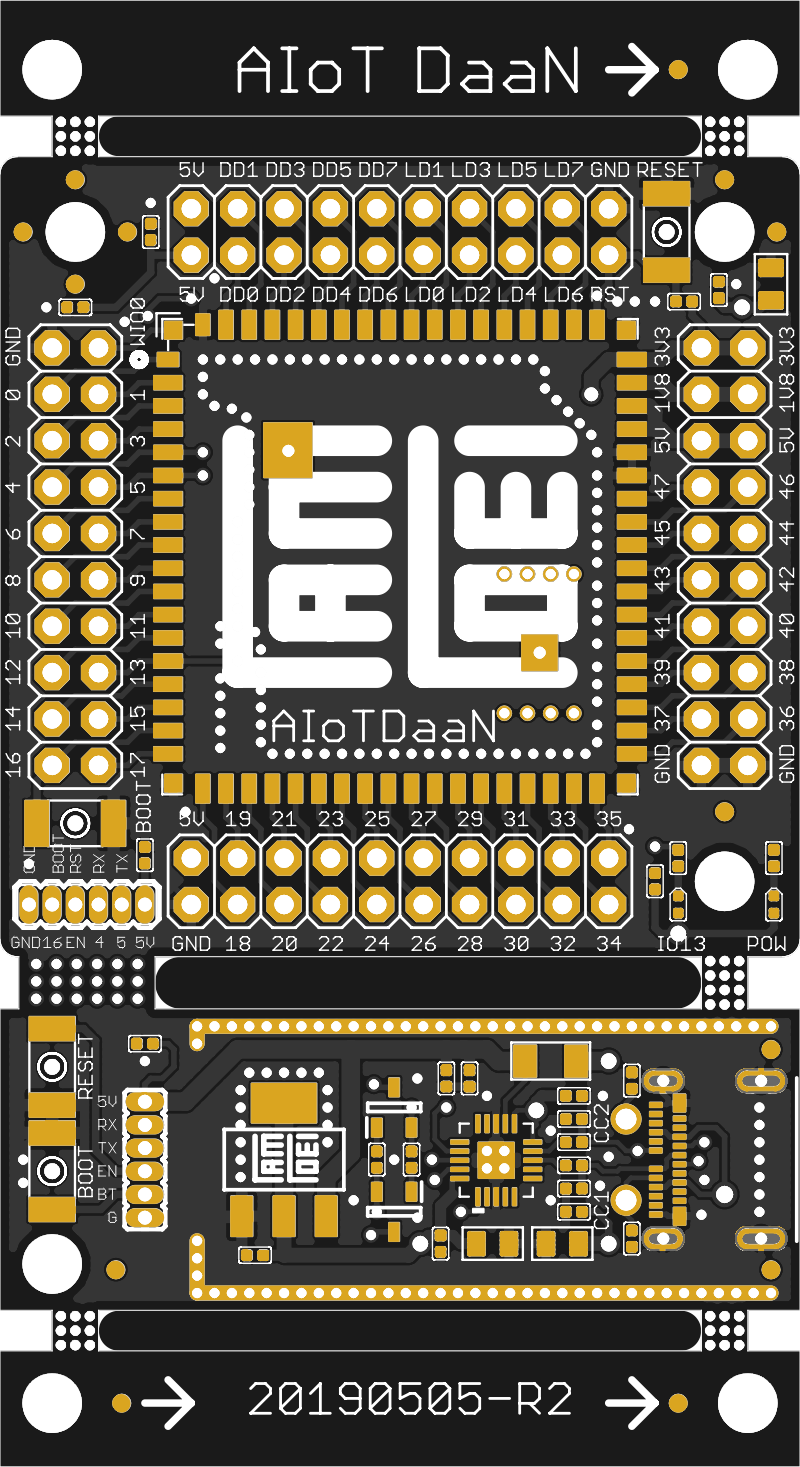 AIoT DaaN
5V DD1 DD3 DD5 DD7 LD1 LD3 LD5 LD7 GND RESET
5V DD0 DD2 DD4 DD6 LD0 LD2 LD4 LD6 RST
WIO0
GND
0 1
2 3
4 5
6 7
8 9
10 11
12 13
14 15
16 17
3V3 3V3
1V8 1V8
5V 5V
47 46
45 44
43 42
41 40
39 38
37 36
GND GND
AIoTDaaN
BOOT
5V 19 21 23 25 27 29 31 33 35
GND BOOT RST RX TX
GND 16 EN 4 5 5V
GND 18 20 22 24 26 28 30 32 34
IO13 POW
RESET
BOOT
5V
RX
TX
EN
BT
G
CC2
CC1
20190505-R2